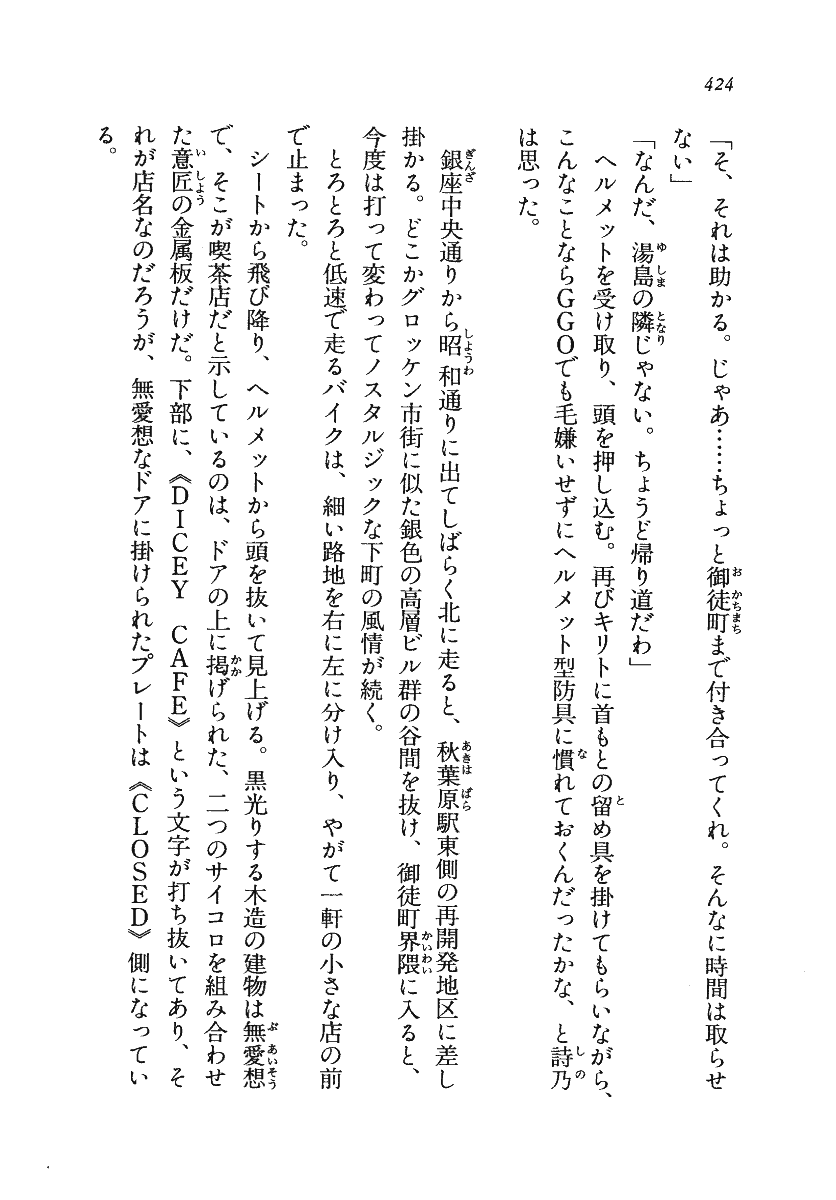 424
「そ、それは助かる。じゃあ……ちょっと御徒町まで付き合ってくれ。そんなに時間は取らせ
ない」
「なんだ、湯島の隣じゃない。ちょうど帰り道だわ」
ヘルメットを受け取り、頭を押し込む。再びキリトに首もとの留め具を掛けてもらいながら、
こんなことならGGOでも毛嫌いせずにヘルメット型防具に慣れておくんだったかな、と詩乃
は思った。
銀座中央通りから昭和通りに出てしばらく北に走ると、秋葉原駅東側の再開発地区に差し
掛かる。どこかグロッケン市街に似た銀色の高層ビル群の谷間を抜け、御徒町界隈に入ると、
今度は打って変わってノスタルジックな下町の風情が続く。
とろとろと低速で走るバイクは、細い路地を右に左に分け入り、やがて一軒の小さな店の前
で止まった。
シートから飛び降り、ヘルメットから頭を抜いて見上げる。黒光りする木造の建物は無愛想
で、そこが喫茶店だと示しているのは、ドアの上に掲げられた、二つのサイコロを組み合わせ
た意匠の金属板だけだ。下部に、《DICEY CAFE》という文字が打ち抜いてあり、そ
れが店名なのだろうが、無愛想なドアに掛けられたプレートは《CLOSED》側になってい
る。